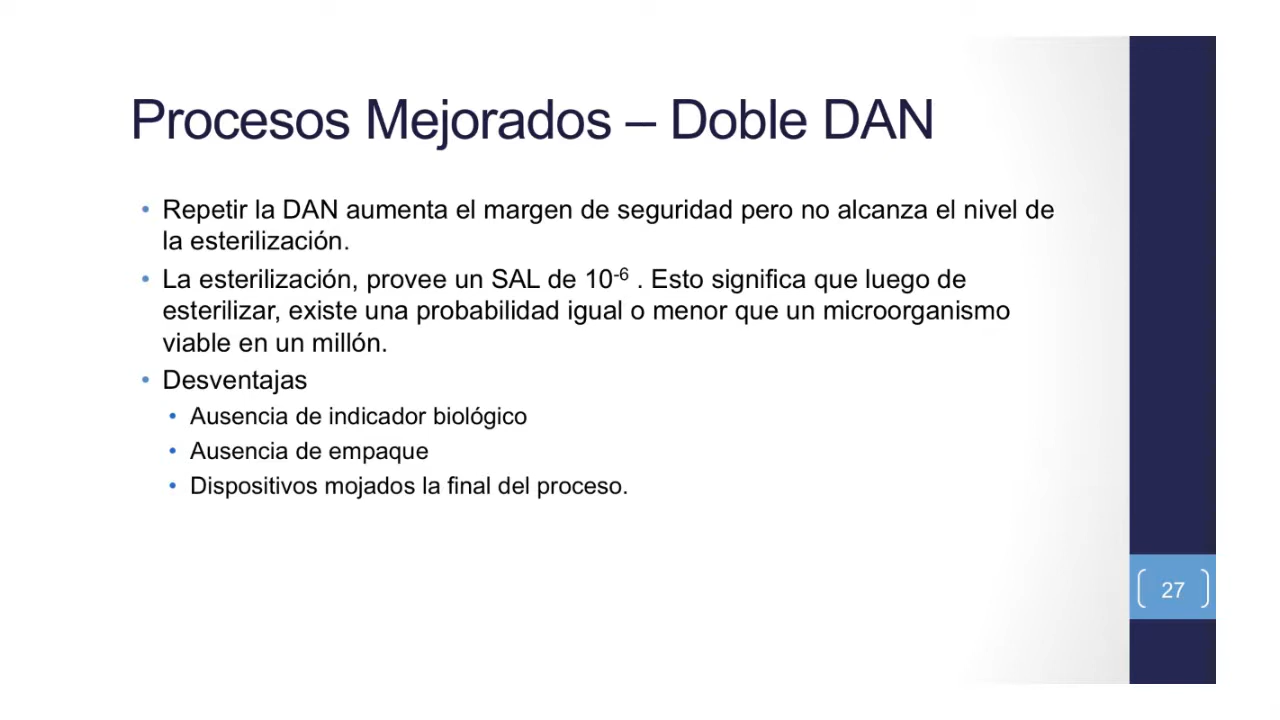 Procesos Mejorados – Doble DAN
• Repetir la DAN aumenta el margen de seguridad pero no alcanza el nivel de
la esterilización.
• La esterilización, provee un SAL de 10⁻⁶ . Esto significa que luego de
esterilizar, existe una probabilidad igual o menor que un microorganismo
viable en un millón.
• Desventajas
• Ausencia de indicador biológico
• Ausencia de empaque
• Dispositivos mojados la final del proceso.
27